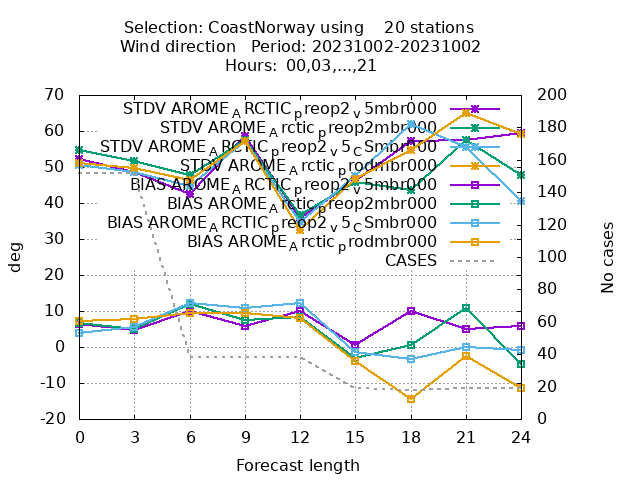 Selection: CoastNorway using 20 stations
Wind direction Period: 20231002-20231002
Hours: 00,03,...,21
70
60
50
40
30
20
10
0
-10
-20
200
180
160
140
120
100
80
60
40
20
0
deg
No cases
STDV AROME_ARCTIC_preop2_v5mbr000
STDV AROME_Arctic_preop2mbr000
STDV AROME_ARCTIC_preop2_v5_CSmbr000
STDV AROME_Arctic_prodmbr000
BIAS AROME_ARCTIC_preop2_v5mbr000
BIAS AROME_Arctic_preop2mbr000
BIAS AROME_ARCTIC_preop2_v5_CSmbr000
BIAS AROME_Arctic_prodmbr000
CASES
0 3 6 9 12 15 18 21 24
Forecast length